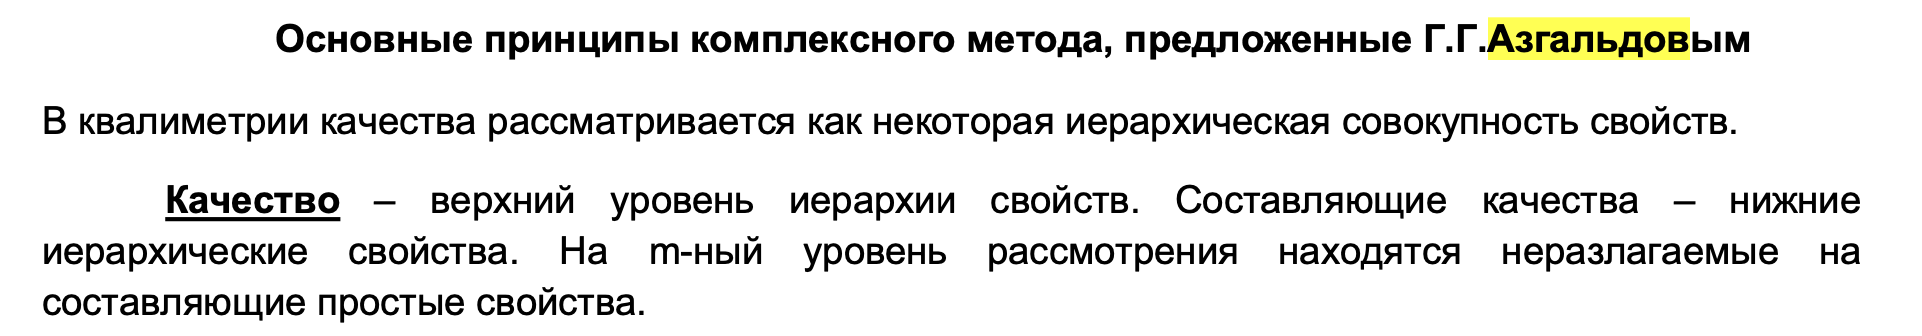 Основные принципы комплексного метода, предложенные Г.Г.Азгальдовым
В квалиметрии качества рассматривается как некоторая иерархическая совокупность свойств.
Качество – верхний уровень иерархии свойств. Составляющие качества – нижние
иерархические свойства. На m-ный уровень рассмотрения находятся неразлагаемые на
составляющие простые свойства.